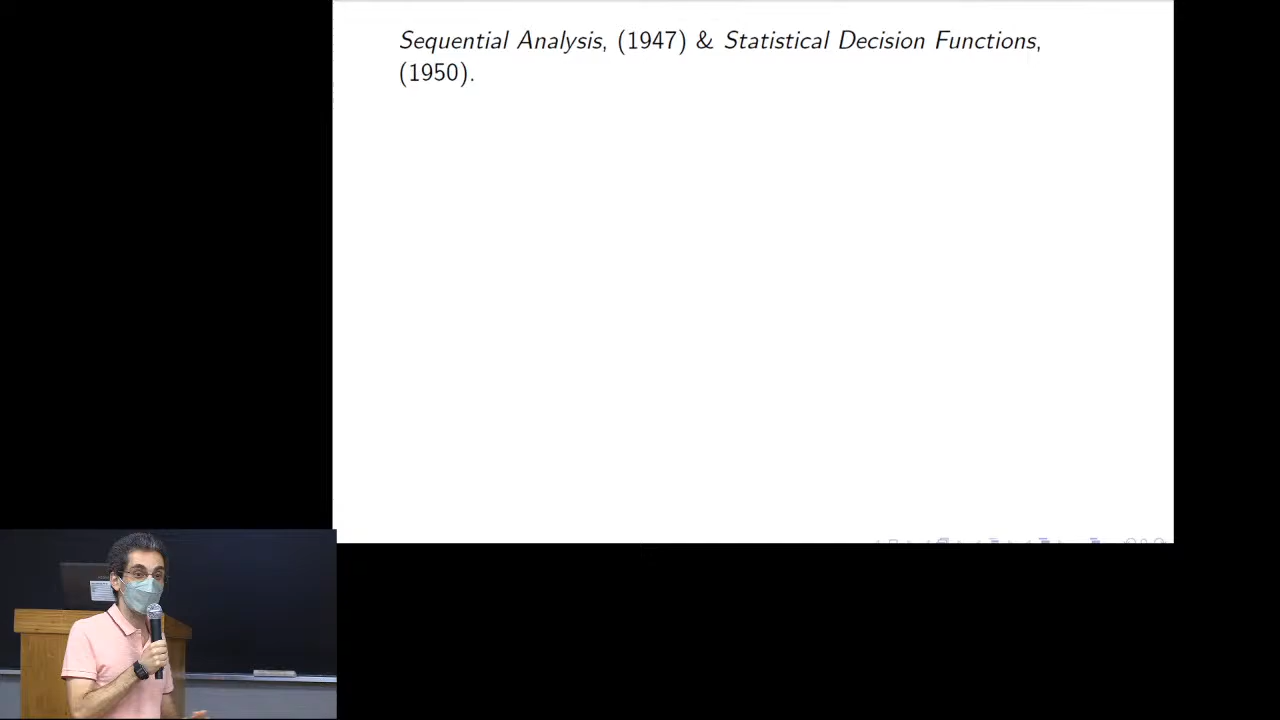 Sequential Analysis, (1947) & Statistical Decision Functions,
(1950).